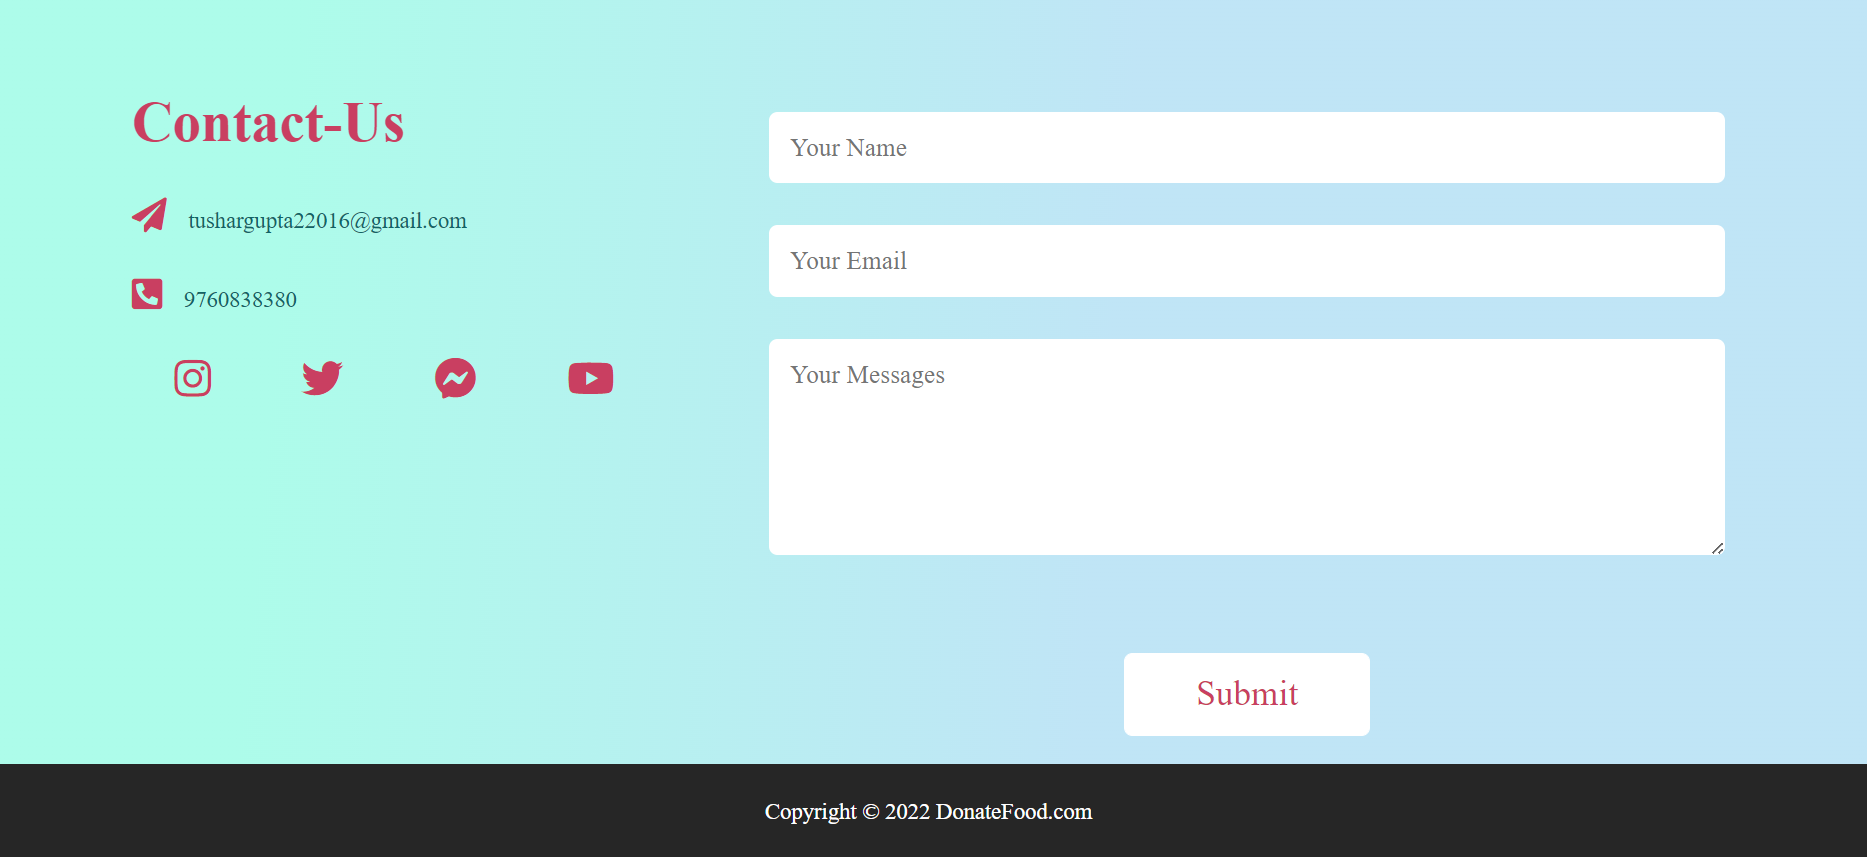 Contact-Us
tushargupta22016@gmail.com
9760838380
Your Name
Your Email
Your Messages
Submit
Copyright © 2022 DonateFood.com